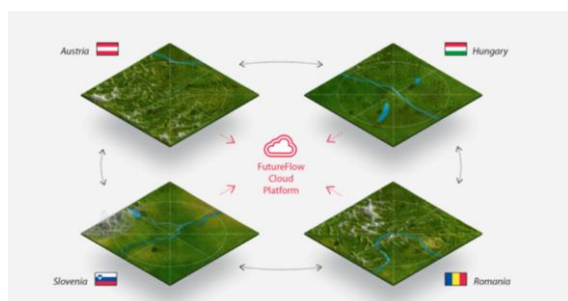 Austria
Hungary
FutureFlow
Cloud
Platform
Slovenia
Romania